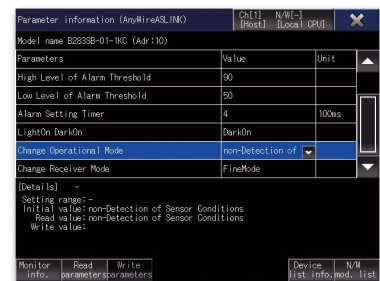 Parameter information (AnyWireASLINK)
Ch[1] N/W[-]
[Host] [Local CPU]
Model name B283SB-01-1KC (Adr:10)
Parameters Value Unit
High Level of Alarm Threshold 90
Low Level of Alarm Threshold 50
Alarm Setting Timer 4 100ms
LightOn DarkOn DarkOn
Change Operational Mode non-Detection of
Change Receiver Mode FineMode
[Details] -
Setting range:-
Initial value:non-Detection of Sensor Conditions
Read value:non-Detection of Sensor Conditions
Write value:
Monitor info. Read parameters Write parameters Device list info. N/W mod. list